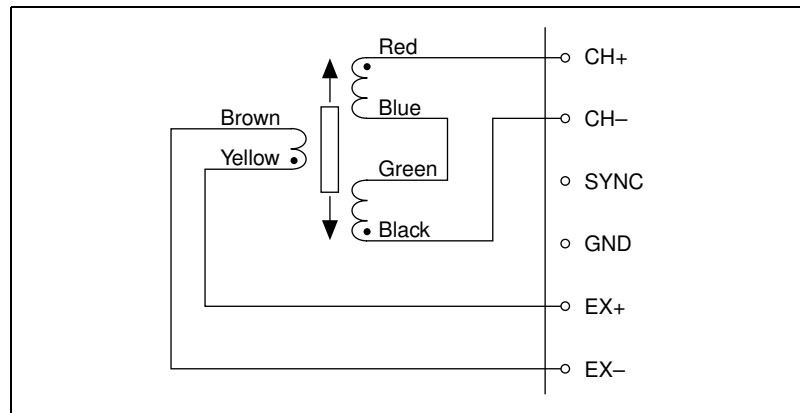 Red
CH+
Blue
CH–
Brown
Yellow
Green
SYNC
Black
GND
EX+
EX–